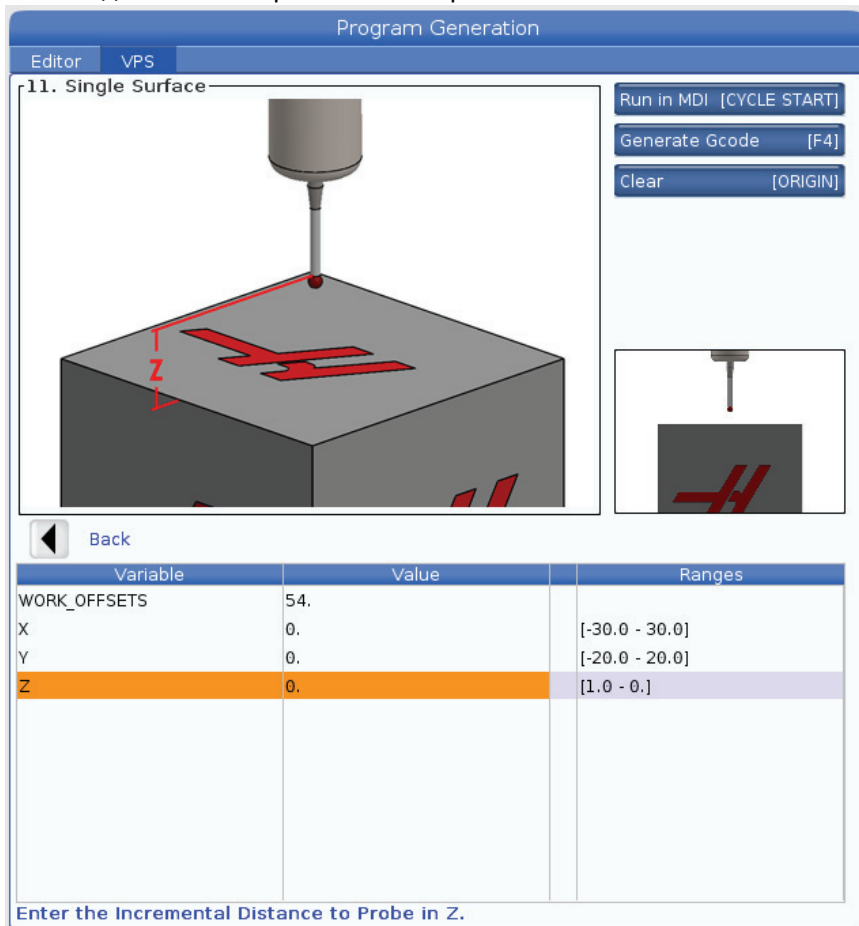 Program Generation
Editor VPS
11. Single Surface
Run in MDI [CYCLE START]
Generate Gcode [F4]
Clear [ORIGIN]
Z
Back
Variable Value Ranges
WORK_OFFSETS 54.
X 0. [-30.0 - 30.0]
Y 0. [-20.0 - 20.0]
Z 0. [1.0 - 0.]
Enter the Incremental Distance to Probe in Z.